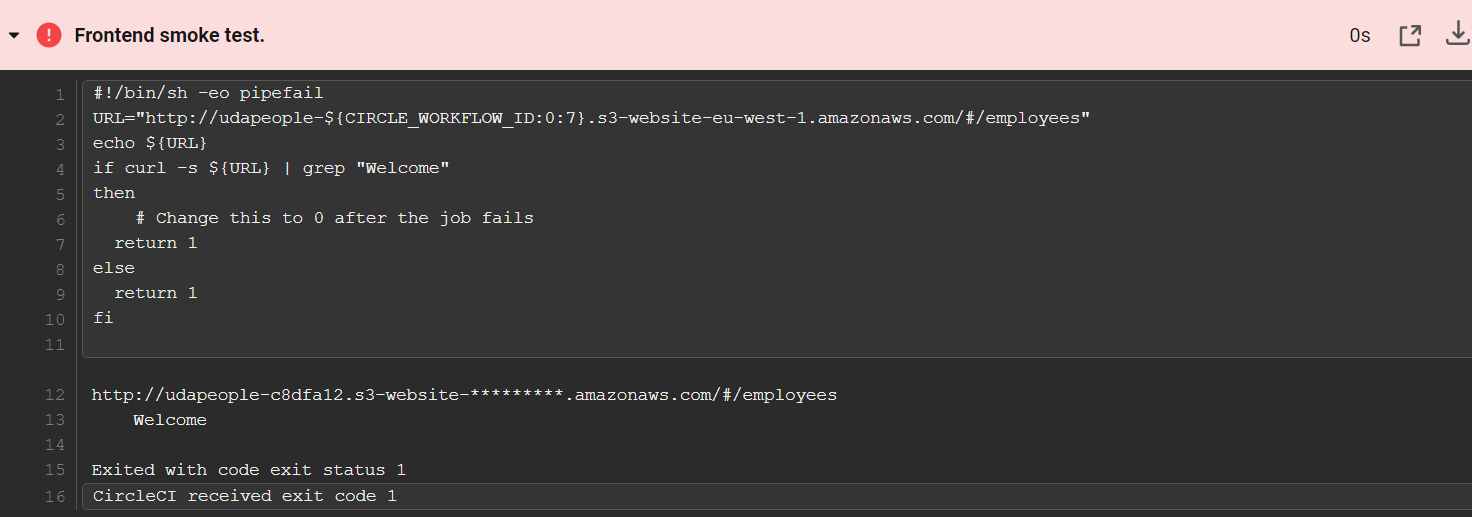 Frontend smoke test.
0s
1 #!/bin/sh -eo pipefail
2 URL="http://udapeople-${CIRCLE_WORKFLOW_ID:0:7}.s3-website-eu-west-1.amazonaws.com/#/employees"
3 echo ${URL}
4 if curl -s ${URL} | grep "Welcome"
5 then
6     # Change this to 0 after the job fails
7   return 1
8 else
9   return 1
10 fi
11
12 http://udapeople-c8dfa12.s3-website-*********.amazonaws.com/#/employees
13     Welcome
14
15 Exited with code exit status 1
16 CircleCI received exit code 1